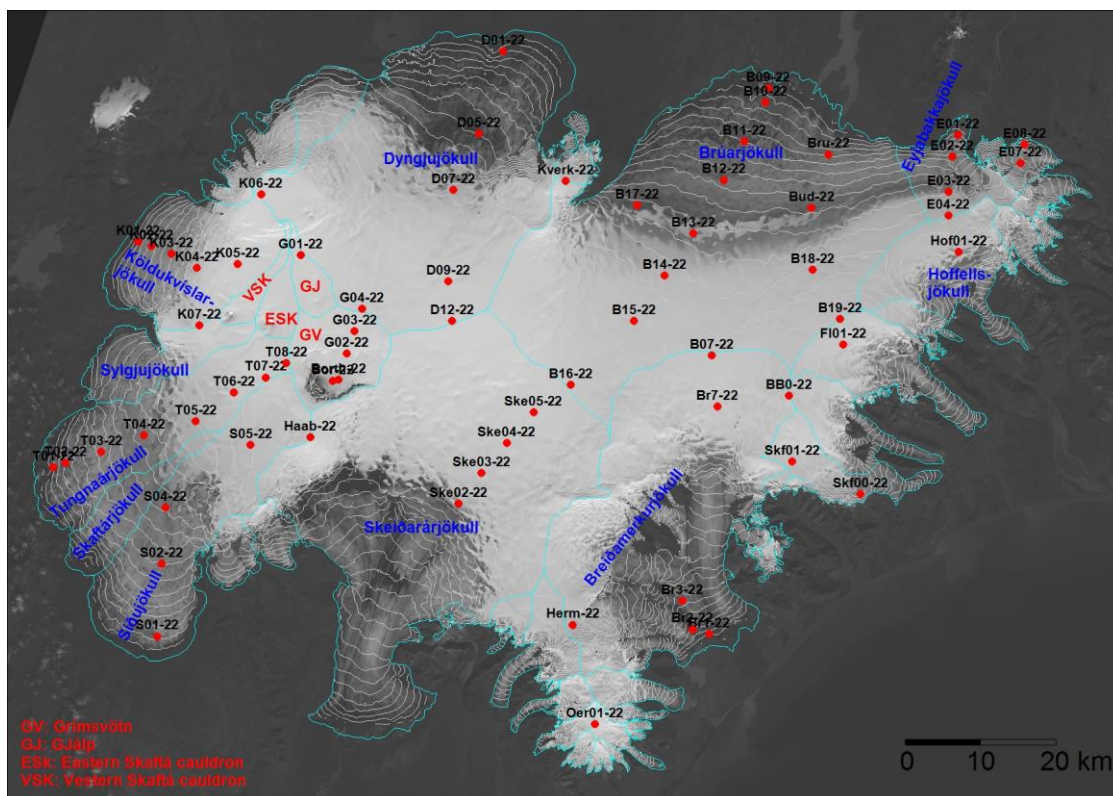 D01-22
B09-22
B10-22
D05-22
B11-22
Bru-22
E01-22
E02-22
E08-22
E07-22
Eyjabakkajökull
Dyngjujökull
Brúarjökull
Kverk-22
B12-22
D07-22
K06-22
E03-22
B17-22
Bud-22
E04-22
B13-22
K03-22
K04-22
K05-22
G01-22
Hof01-22
Köldukvíslar-
jökull
VSK
GJ
D09-22
B14-22
B18-22
Hoffells-
jökull
G04-22
K07-22
ESK
G03-22
GV
D12-22
B15-22
B19-22
Fl01-22
G02-22
T08-22
T07-22
B07-22
Sylgjujökull
T06-22
B16-22
BB0-22
T05-22
Ske05-22
Br7-22
T04-22
S05-22
Haab-22
Ske04-22
T03-22
Tungnaárjökull
Ske03-22
Skf01-22
Skaftárjökull
S04-22
Ske02-22
Skeiðarárjökull
Skf00-22
Breiðamerkurjökull
S02-22
Síðujökull
S01-22
Br3-22
Br2-22
Herm-22
Oer01-22
GV: Grímsvötn
GJ: GJálp
ESk: Eastern Skaftá cauldron
VSK: Vestern Skaftá cauldron
0 10 20 km